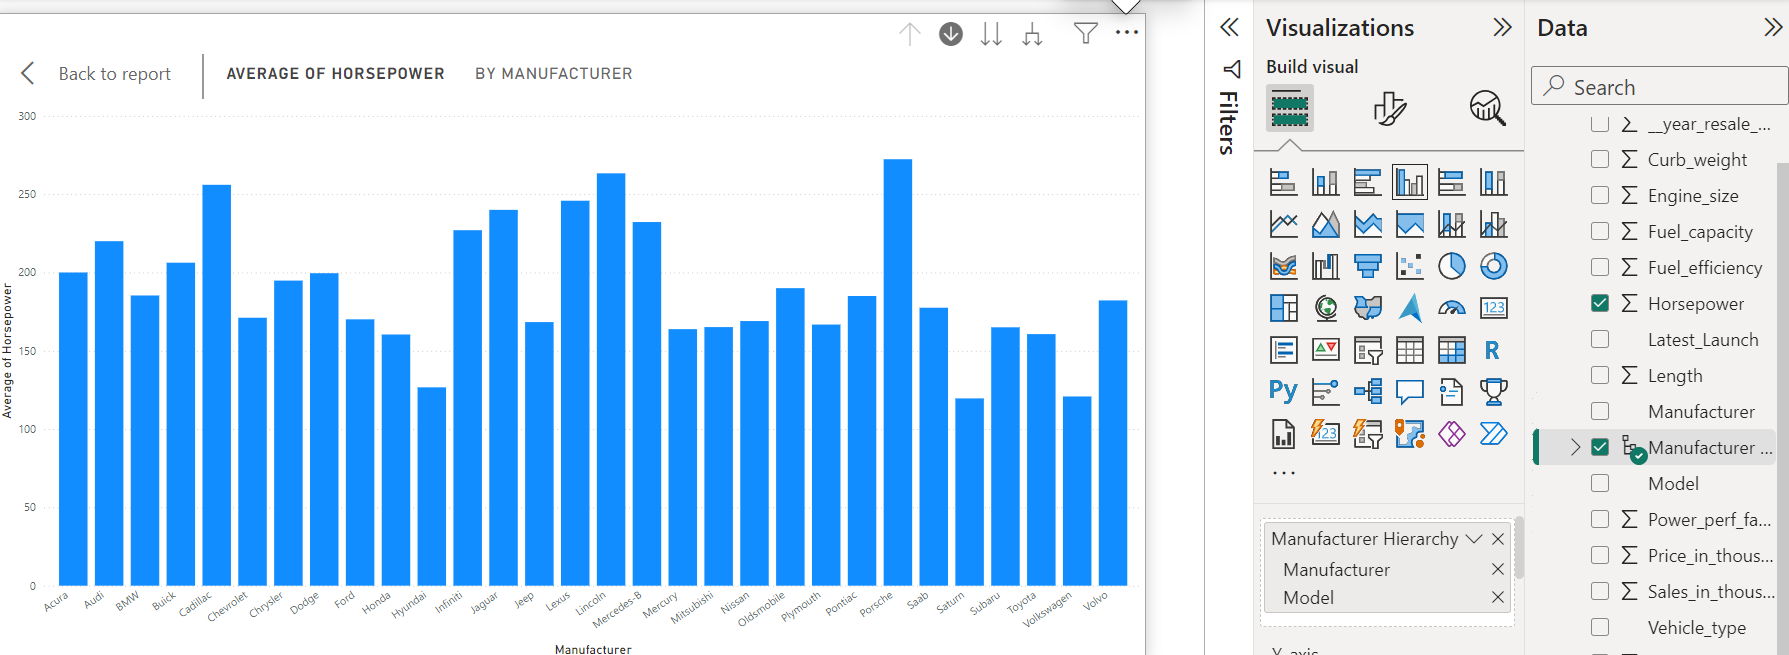 Back to report
AVERAGE OF HORSEPOWER
BY MANUFACTURER
300
250
200
150
100
50
0
Average of Horsepower
Acura
Audi
BMW
Buick
Cadillac
Chevrolet
Chrysler
Dodge
Ford
Honda
Hyundai
Infiniti
Jaguar
Jeep
Lexus
Lincoln
Mercedes-B
Mercury
Mitsubishi
Nissan
Oldsmobile
Plymouth
Pontiac
Porsche
Saab
Saturn
Subaru
Toyota
Volkswagen
Volvo
Manufacturer
Filters
Visualizations
Build visual
123
R
Py
123
...
Manufacturer Hierarchy
Manufacturer
Model
Y-axis
Data
Search
__year_resale_...
Curb_weight
Engine_size
Fuel_capacity
Fuel_efficiency
Horsepower
Latest_Launch
Length
Manufacturer
Manufacturer ...
Model
Power_perf_fa...
Price_in_thous...
Sales_in_thous...
Vehicle_type